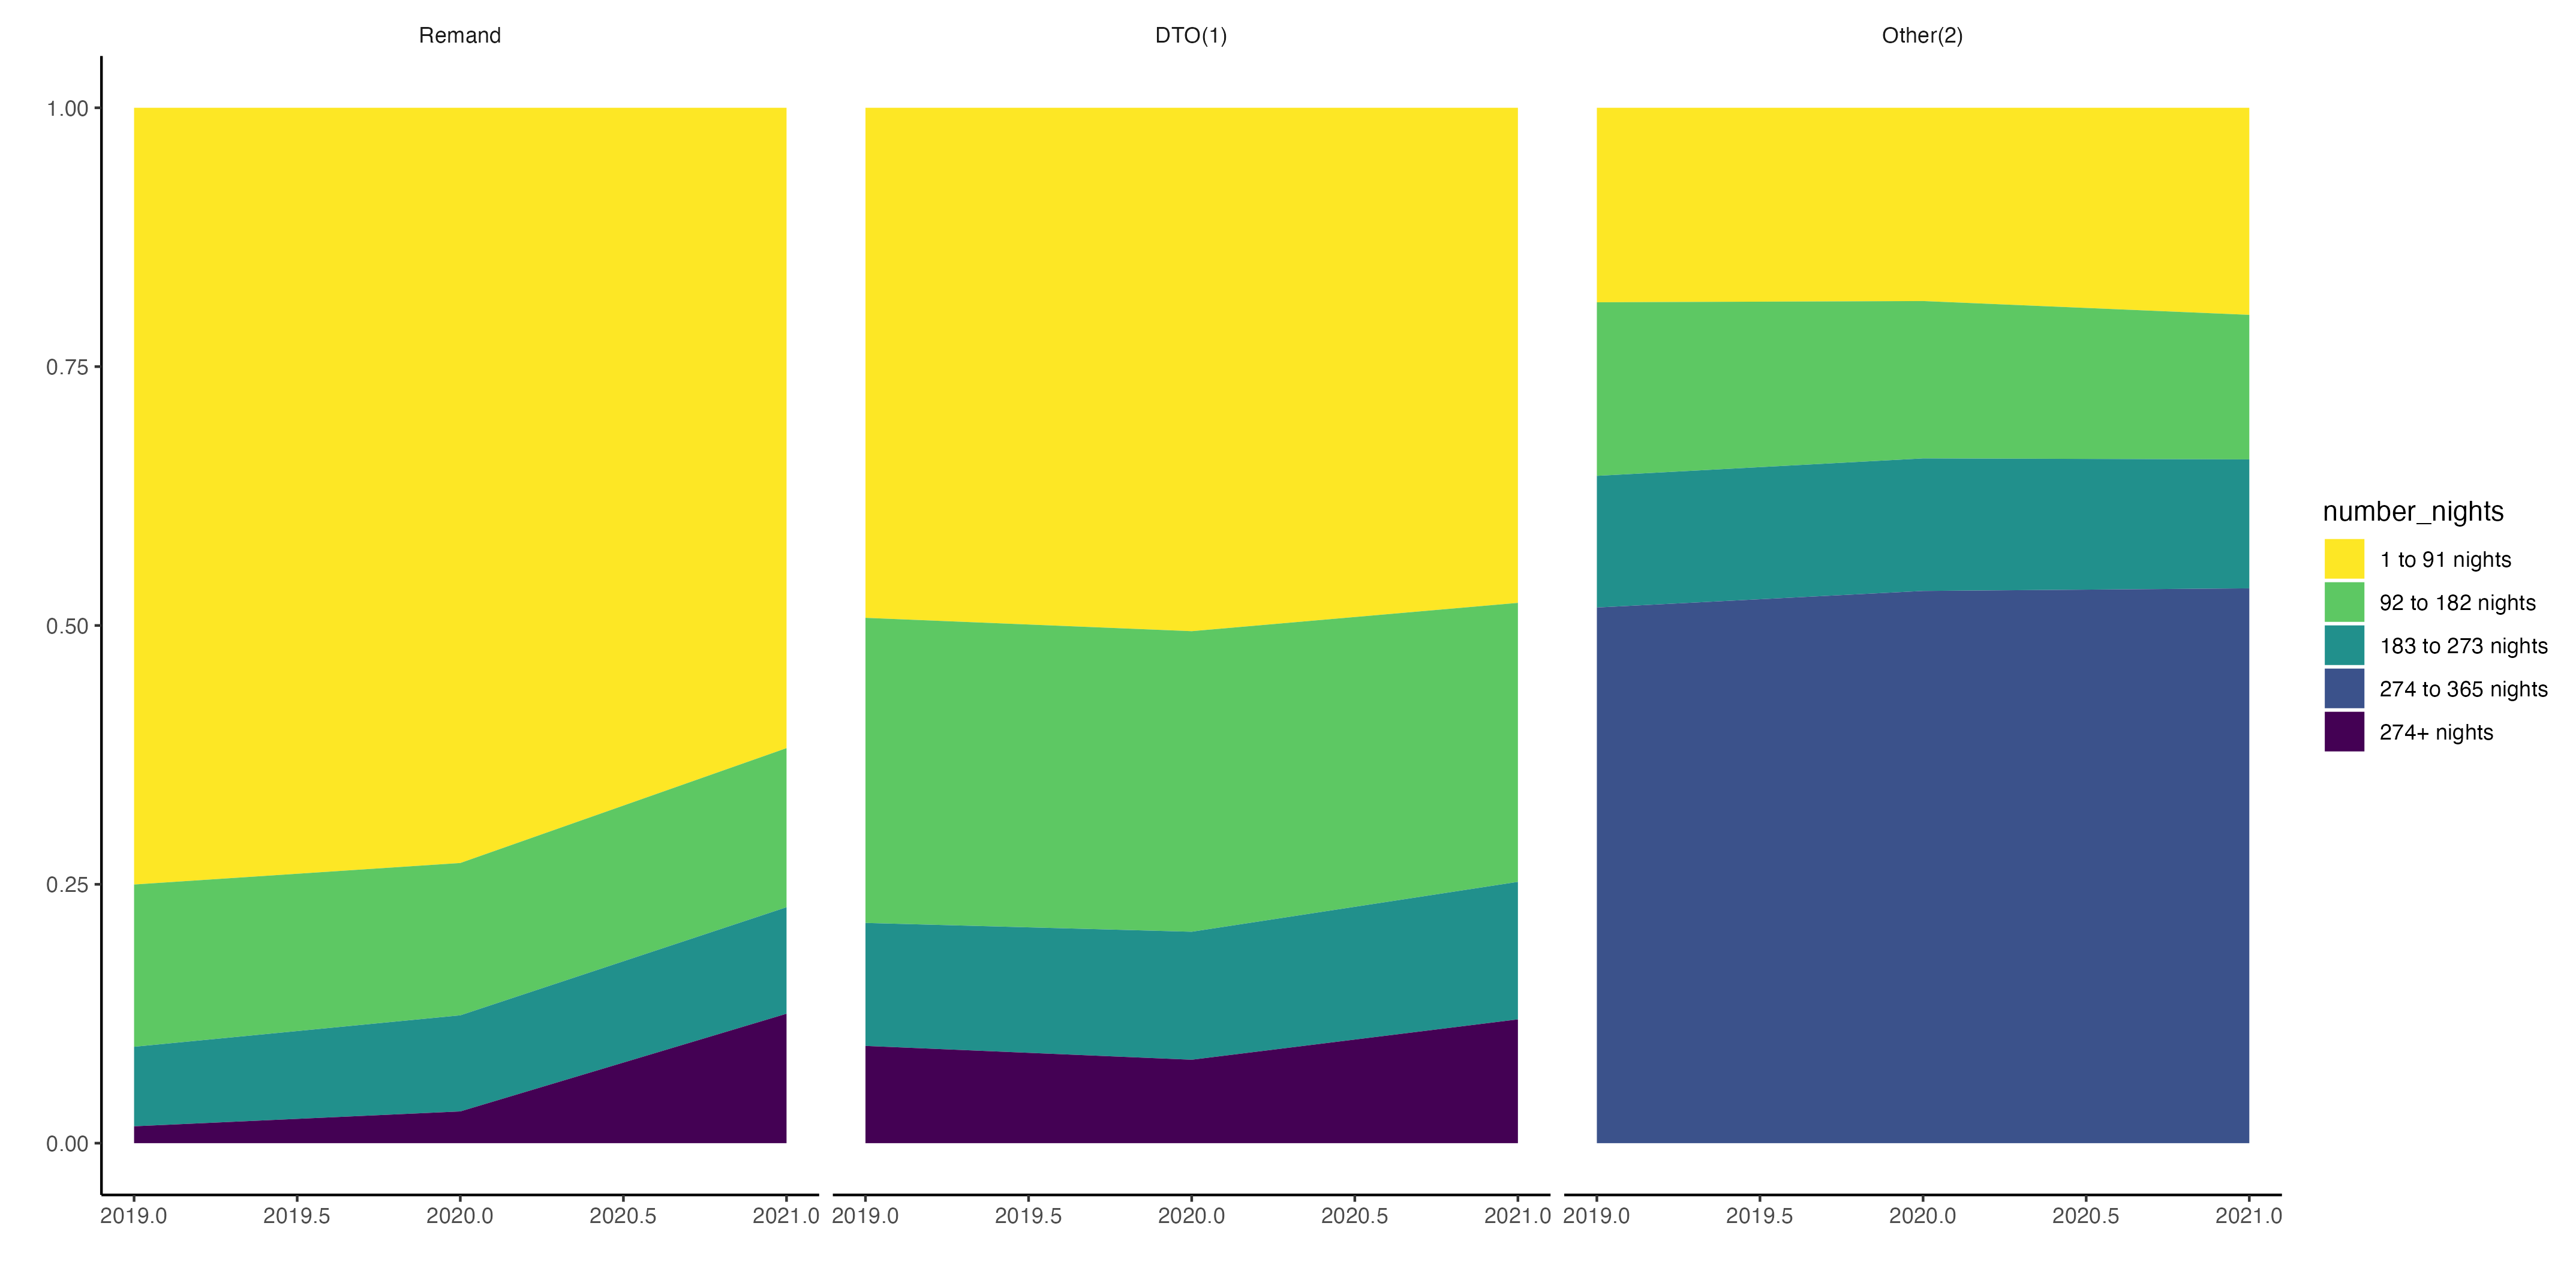 Remand DTO(1) Other(2)
1.00
0.75
0.50
0.25
0.00
2019.0 2019.5 2020.0 2020.5 2021.0 2019.0 2019.5 2020.0 2020.5 2021.0 2019.0 2019.5 2020.0 2020.5 2021.0
number_nights
1 to 91 nights
92 to 182 nights
183 to 273 nights
274 to 365 nights
274+ nights